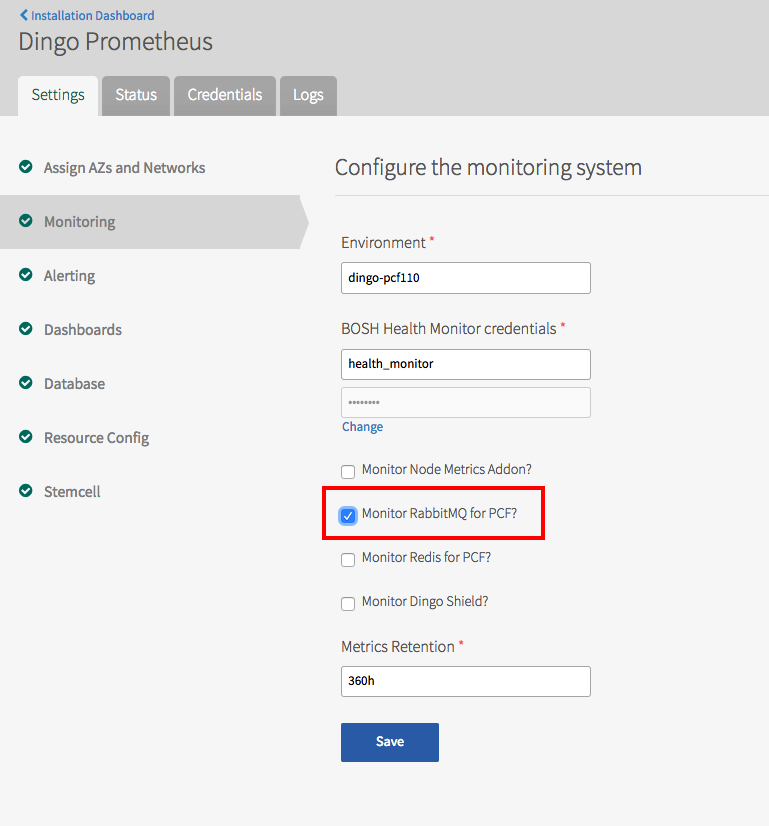 Installation Dashboard
Dingo Prometheus
Settings
Status
Credentials
Logs
Assign AZs and Networks
Monitoring
Alerting
Dashboards
Database
Resource Config
Stemcell
Configure the monitoring system
Environment *
dingo-pcf110
BOSH Health Monitor credentials *
health_monitor
••••••••
Change
Monitor Node Metrics Addon?
Monitor RabbitMQ for PCF?
Monitor Redis for PCF?
Monitor Dingo Shield?
Metrics Retention *
360h
Save